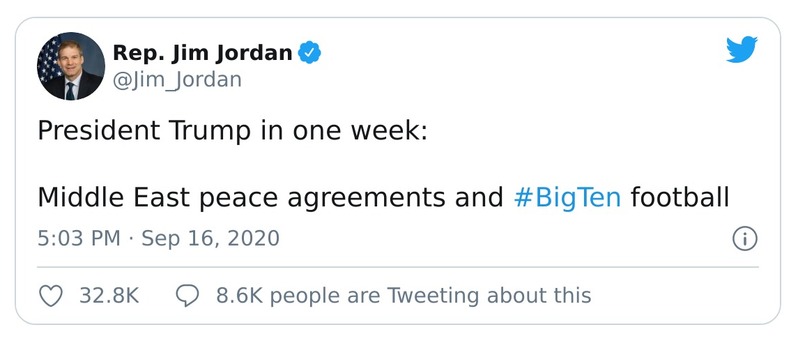 Rep. Jim Jordan
@Jim_Jordan
President Trump in one week:
Middle East peace agreements and #BigTen football
5:03 PM · Sep 16, 2020
32.8K 8.6K people are Tweeting about this